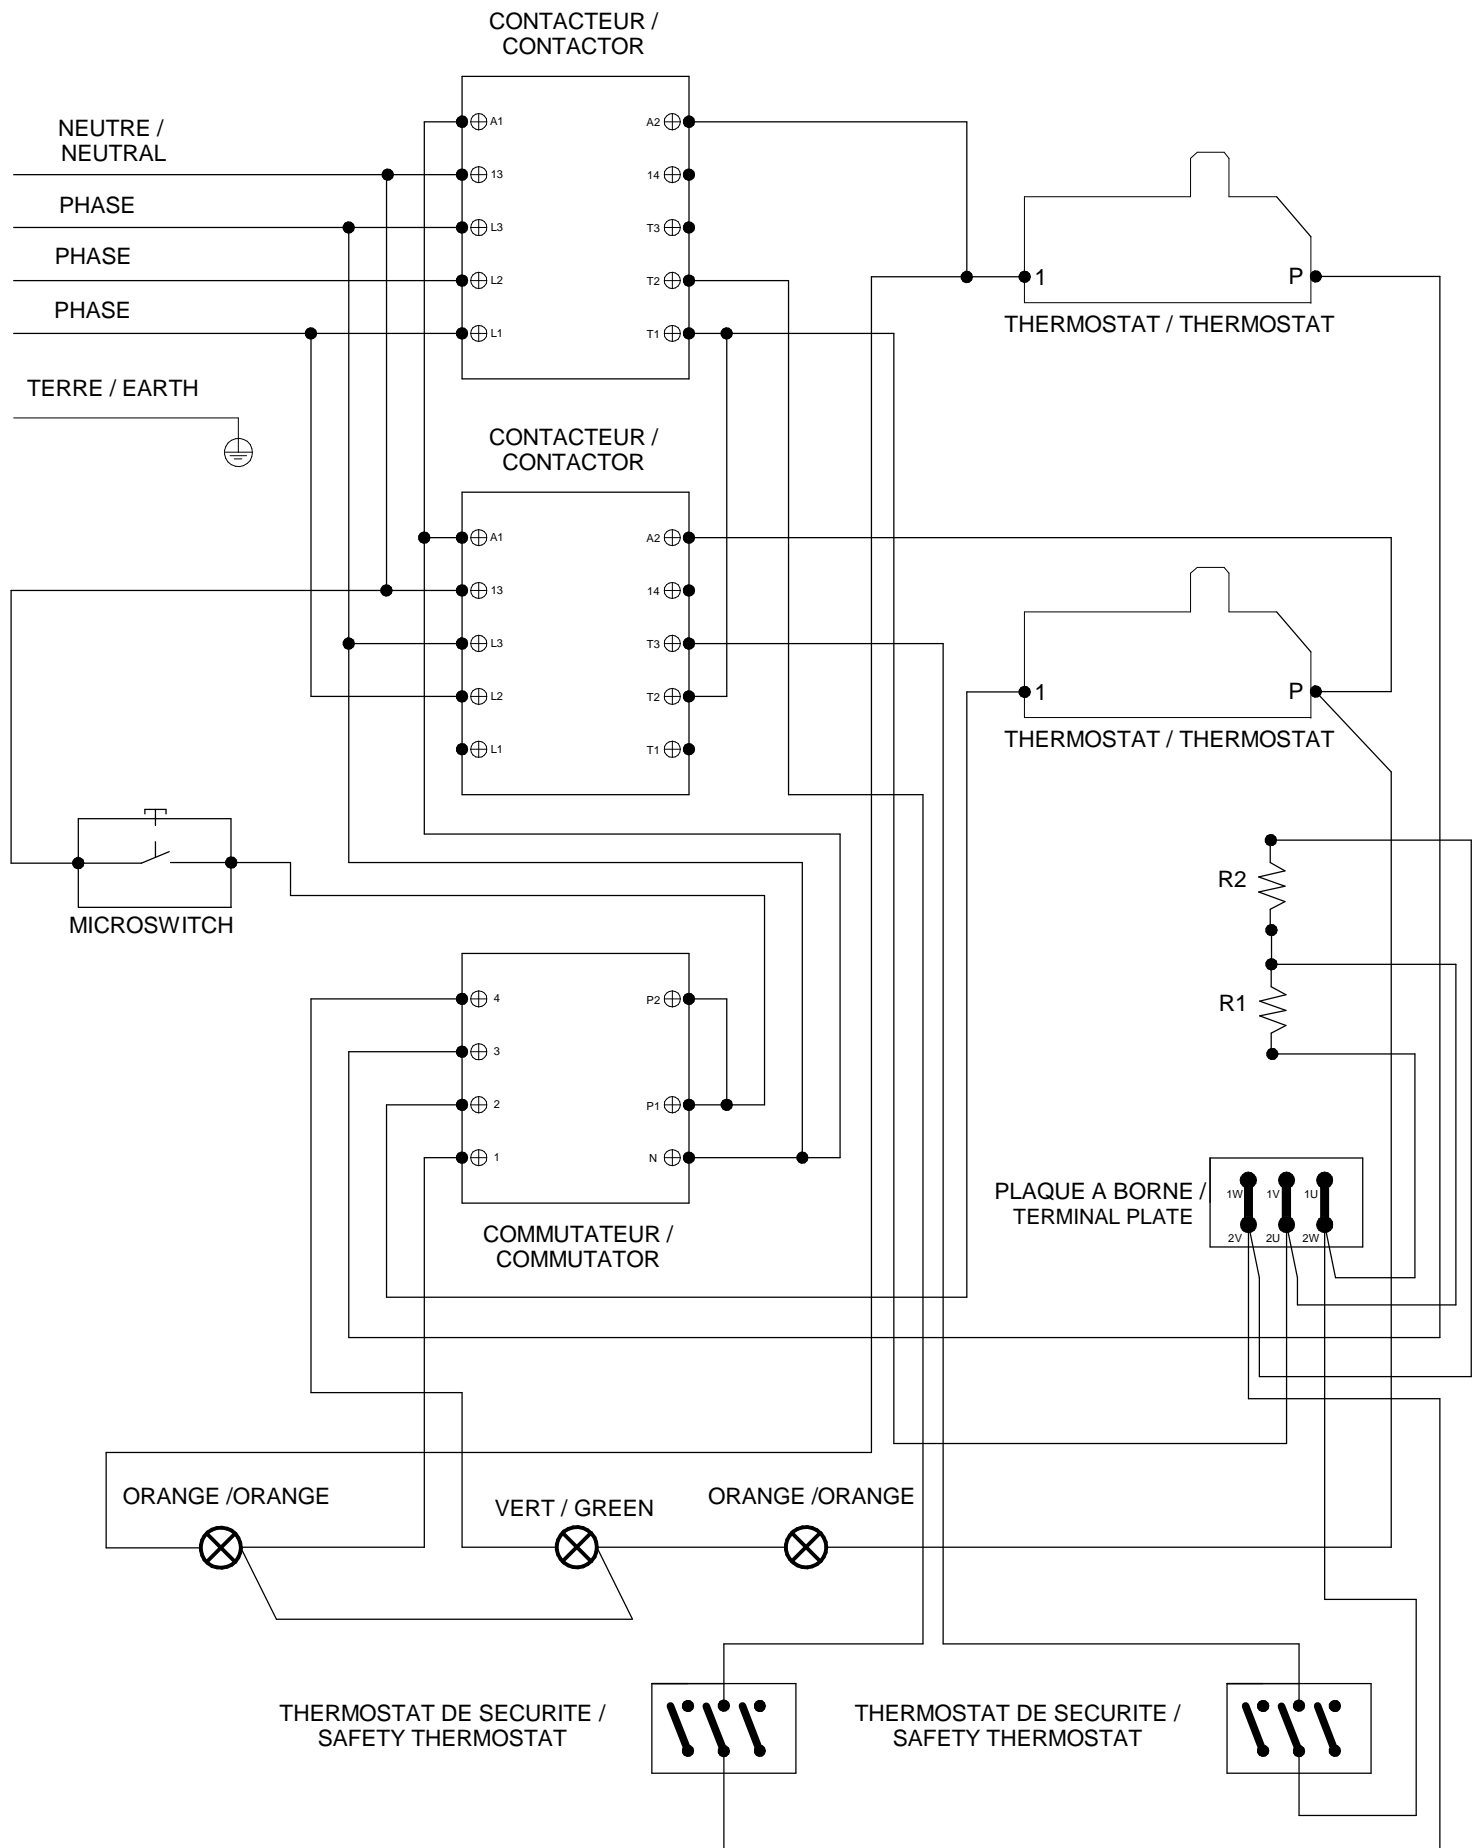 CONTACTEUR /
CONTACTOR
NEUTRE /
NEUTRAL
PHASE
PHASE
PHASE
TERRE / EARTH
A1
13
L3
L2
L1
A2
14
T3
T2
T1
1
P
THERMOSTAT / THERMOSTAT
CONTACTEUR /
CONTACTOR
A1
13
L3
L2
L1
A2
14
T3
T2
T1
1
P
THERMOSTAT / THERMOSTAT
MICROSWITCH
R2
R1
4
3
2
1
P2
P1
N
COMMUTATEUR /
COMMUTATOR
PLAQUE A BORNE /
TERMINAL PLATE
1W
1V
1U
2V
2U
2W
ORANGE /ORANGE
VERT / GREEN
ORANGE /ORANGE
THERMOSTAT DE SECURITE /
SAFETY THERMOSTAT
THERMOSTAT DE SECURITE /
SAFETY THERMOSTAT